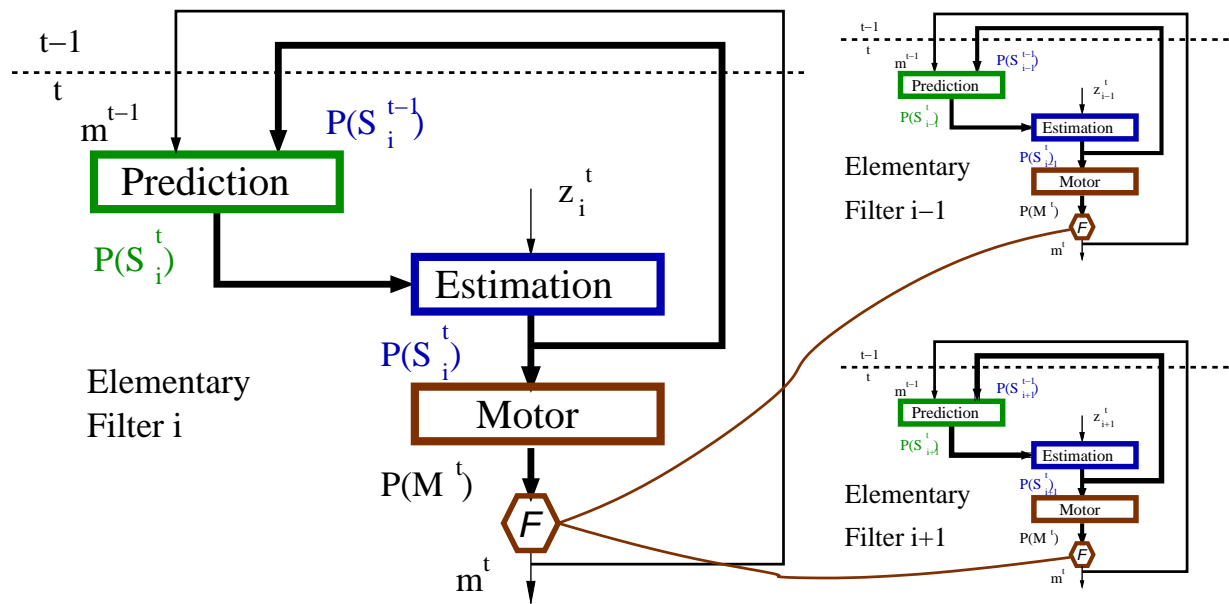 t−1
t
m^{t−1}
P(S_i^{t−1})
Prediction
z_i^t
P(S_i^t)
Estimation
P(S_i^t)
Elementary
Filter i
Motor
P(M^t)
F
m^t
t−1
t
m^{t−1}
P(S_{i−1}^{t−1})
Prediction
z_{i−1}^t
P(S_{i−1}^t)
Estimation
P(S_{i−1}^t)
Elementary
Filter i−1
Motor
P(M^t)
F
m^t
t−1
t
m^{t−1}
P(S_{i+1}^{t−1})
Prediction
z_{i+1}^t
P(S_{i+1}^t)
Estimation
P(S_{i+1}^t)
Elementary
Filter i+1
Motor
P(M^t)
F
m^t